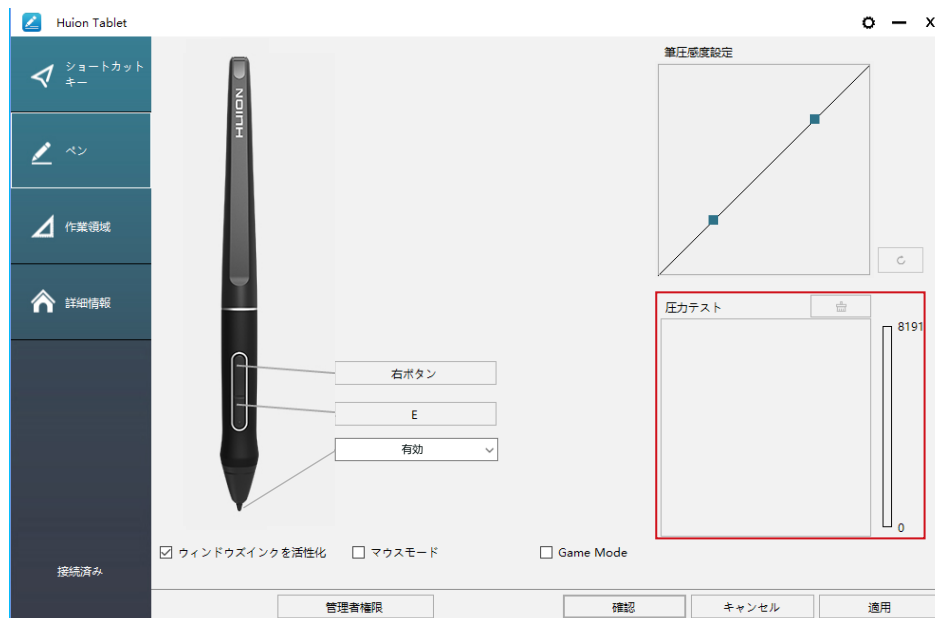 Huion Tablet
ショートカット
キー
ペン
作業領域
詳細情報
接続済み
HUION
右ボタン
E
有効
筆圧感度設定
圧力テスト
8191
0
ウィンドウズインクを活性化
マウスモード
Game Mode
管理者権限
確認
キャンセル
適用